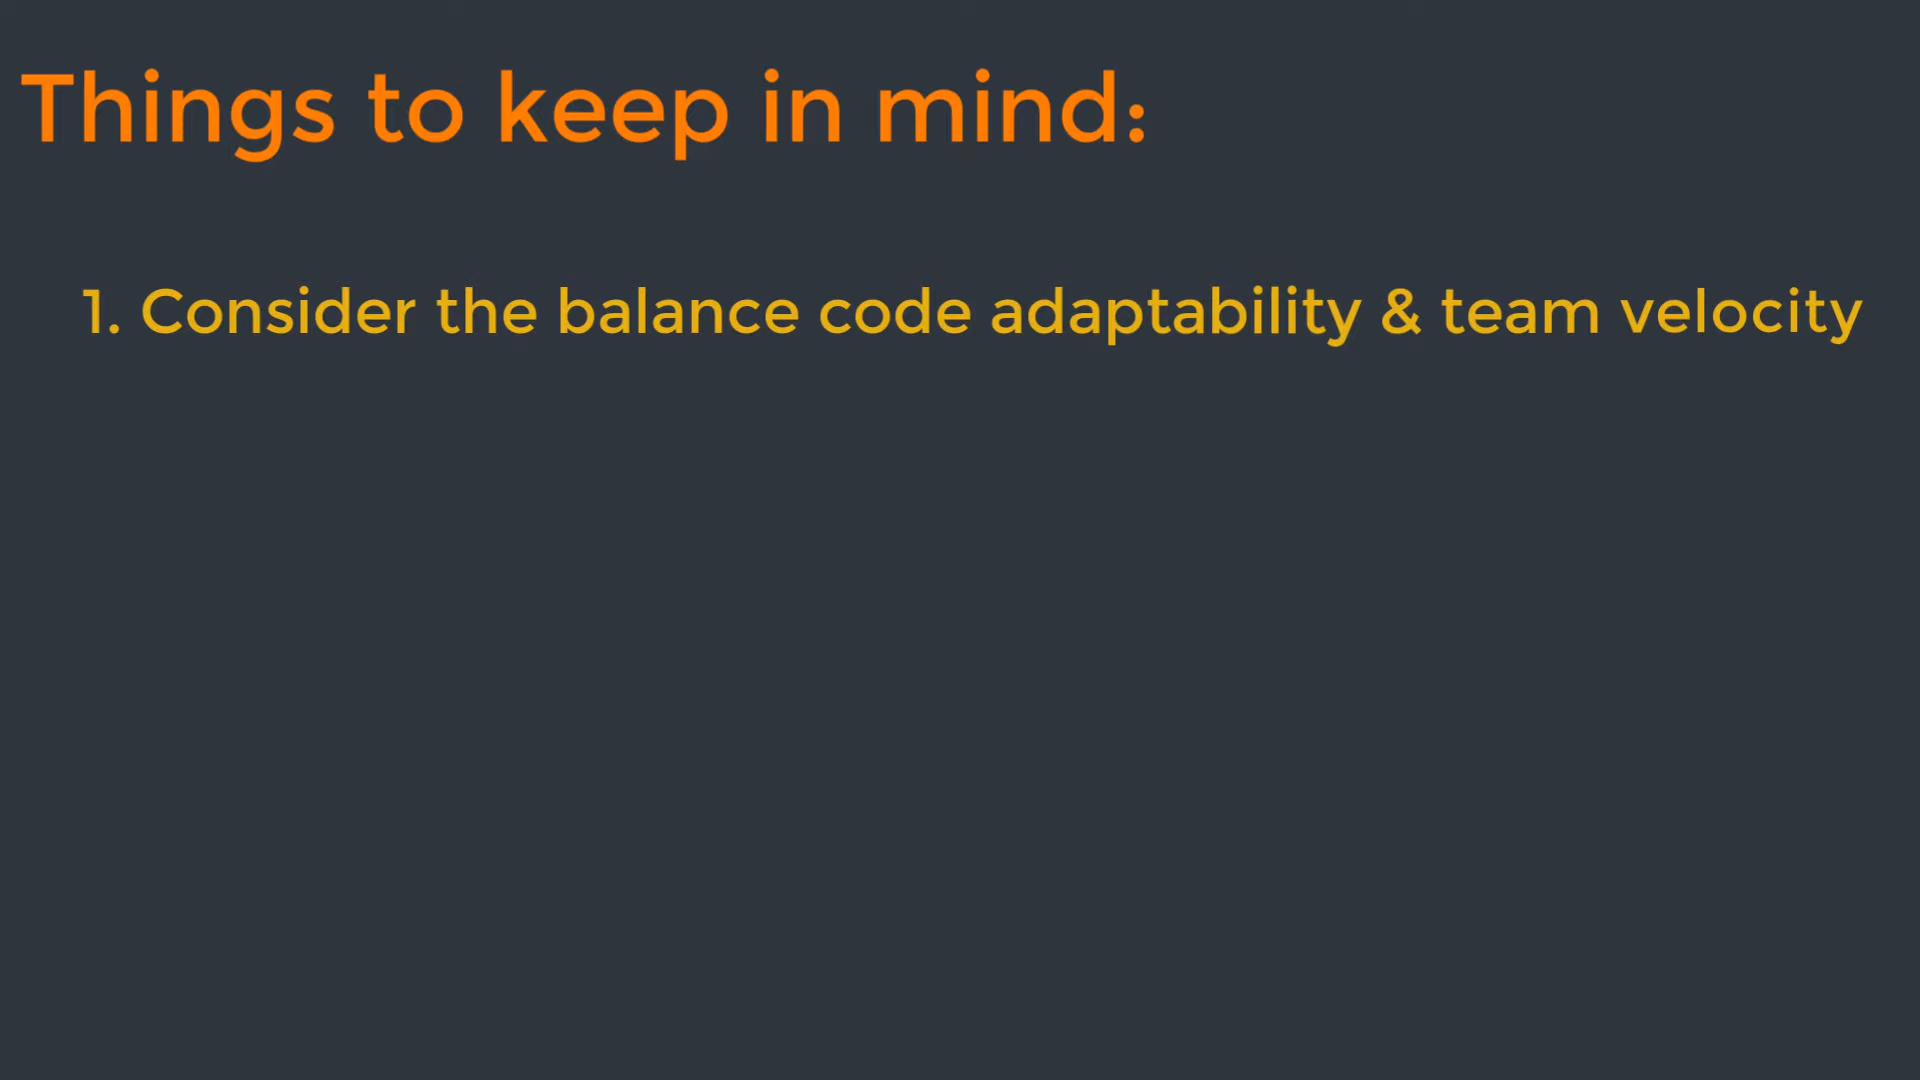 Things to keep in mind:
1. Consider the balance code adaptability & team velocity